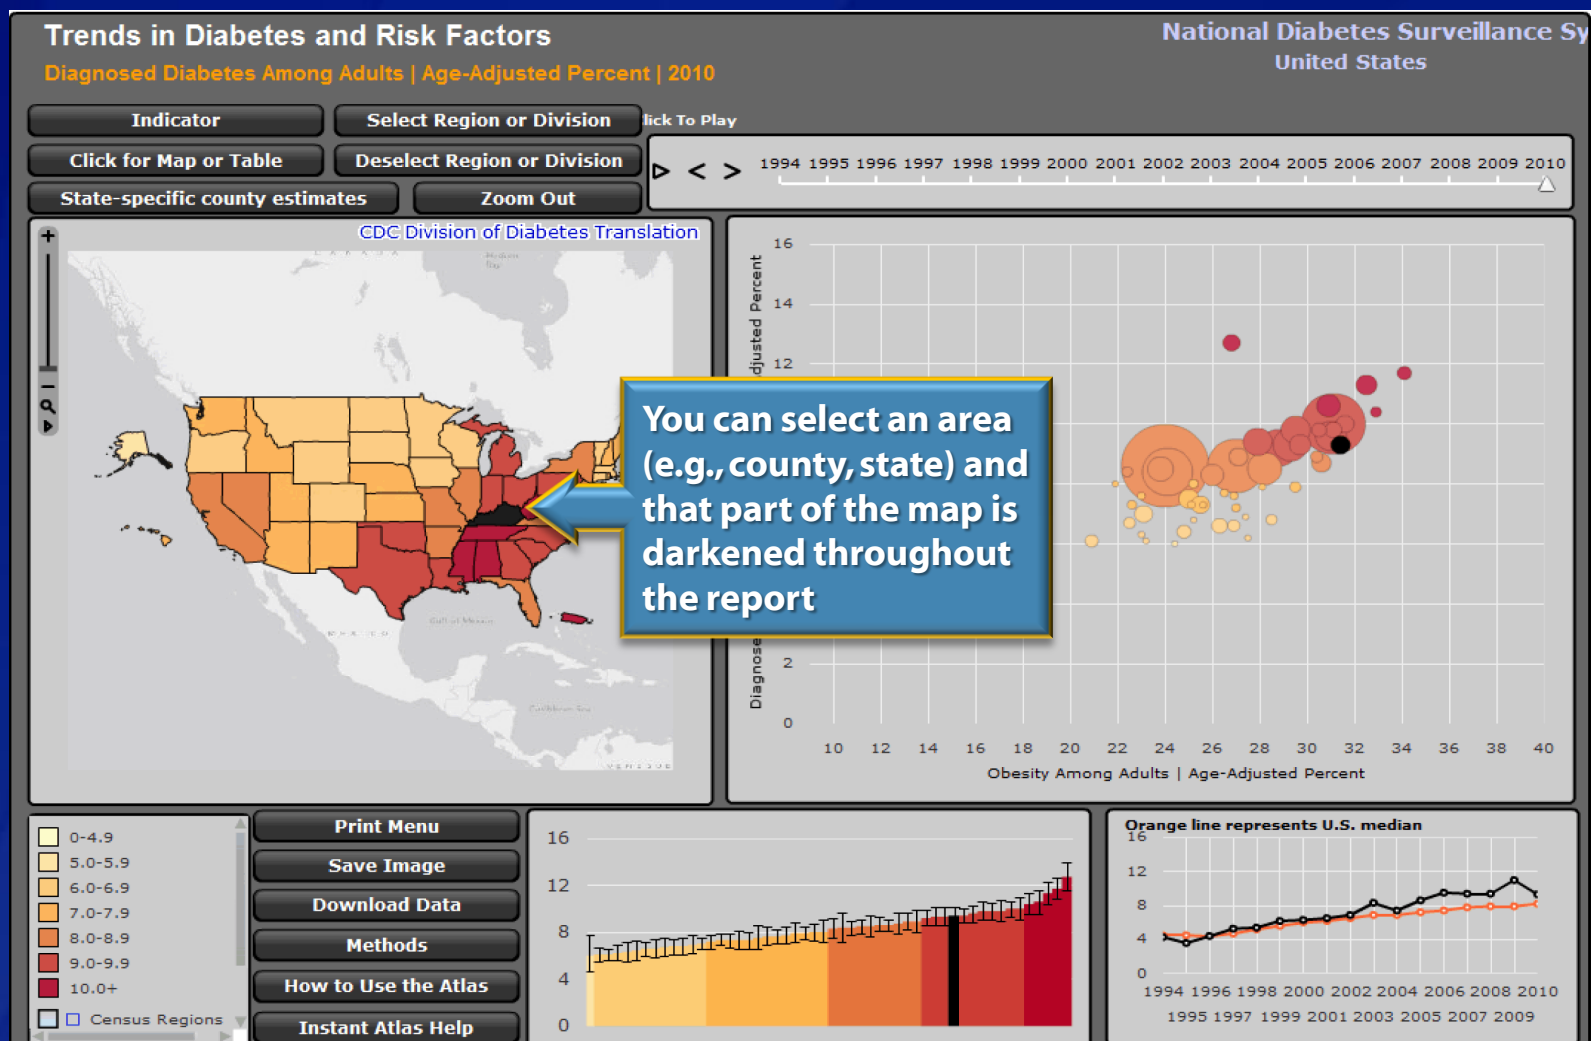 Trends in Diabetes and Risk Factors
National Diabetes Surveillance Sy
United States
Diagnosed Diabetes Among Adults | Age-Adjusted Percent | 2010
Indicator
Select Region or Division
lick To Play
Click for Map or Table
Deselect Region or Division
1994 1995 1996 1997 1998 1999 2000 2001 2002 2003 2004 2005 2006 2007 2008 2009 2010
State-specific county estimates
Zoom Out
CDC Division of Diabetes Translation
CANADA
Hudson
Bay
MEXICO
Gulf of Mexico
Caribbean Sea
You can select an area
(e.g., county, state) and
that part of the map is
darkened throughout
the report
16
14
12
2
0
Diagnose
djusted Percent
10 12 14 16 18 20 22 24 26 28 30 32 34 36 38 40
Obesity Among Adults | Age-Adjusted Percent
0-4.9
5.0-5.9
6.0-6.9
7.0-7.9
8.0-8.9
9.0-9.9
10.0+
Census Regions
Print Menu
Save Image
Download Data
Methods
How to Use the Atlas
Instant Atlas Help
16
12
8
4
0
Orange line represents U.S. median
16
12
8
4
0
1994 1996 1998 2000 2002 2004 2006 2008 2010
1995 1997 1999 2001 2003 2005 2007 2009